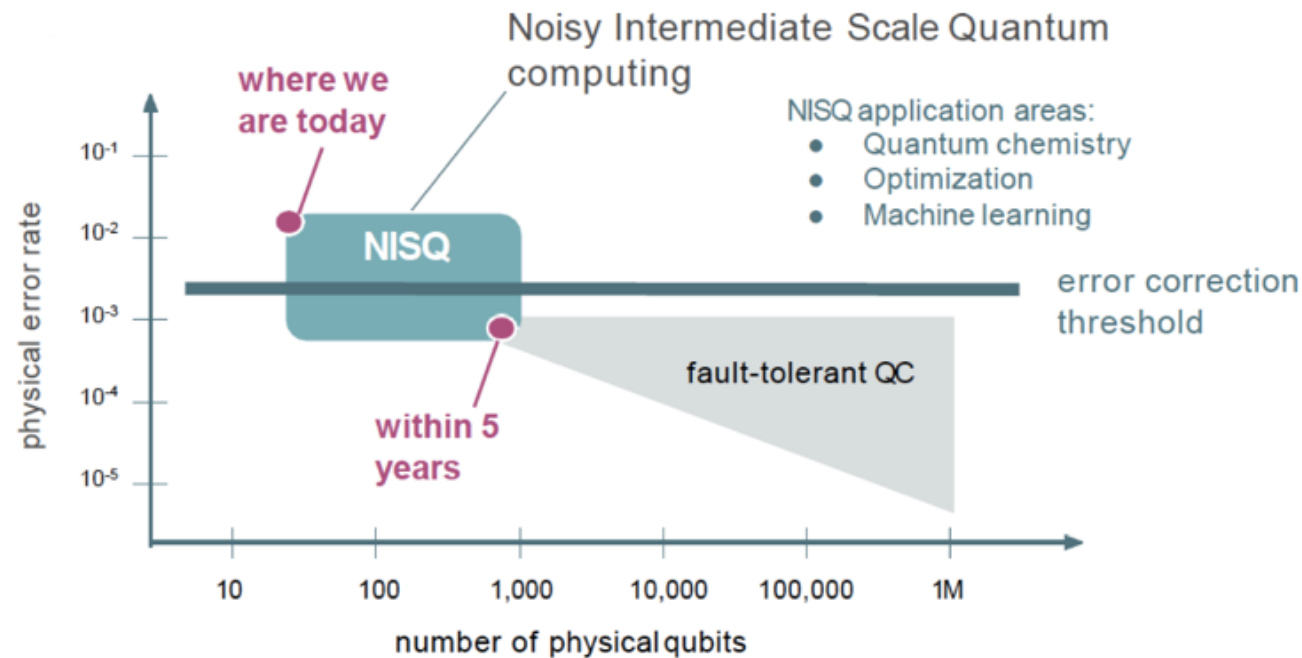 Noisy Intermediate Scale Quantum
computing
where we
are today
NISQ application areas:
● Quantum chemistry
● Optimization
● Machine learning
physical error rate
10⁻¹
10⁻²
10⁻³
10⁻⁴
10⁻⁵
NISQ
error correction
threshold
fault-tolerant QC
within 5
years
10 100 1,000 10,000 100,000 1M
number of physical qubits